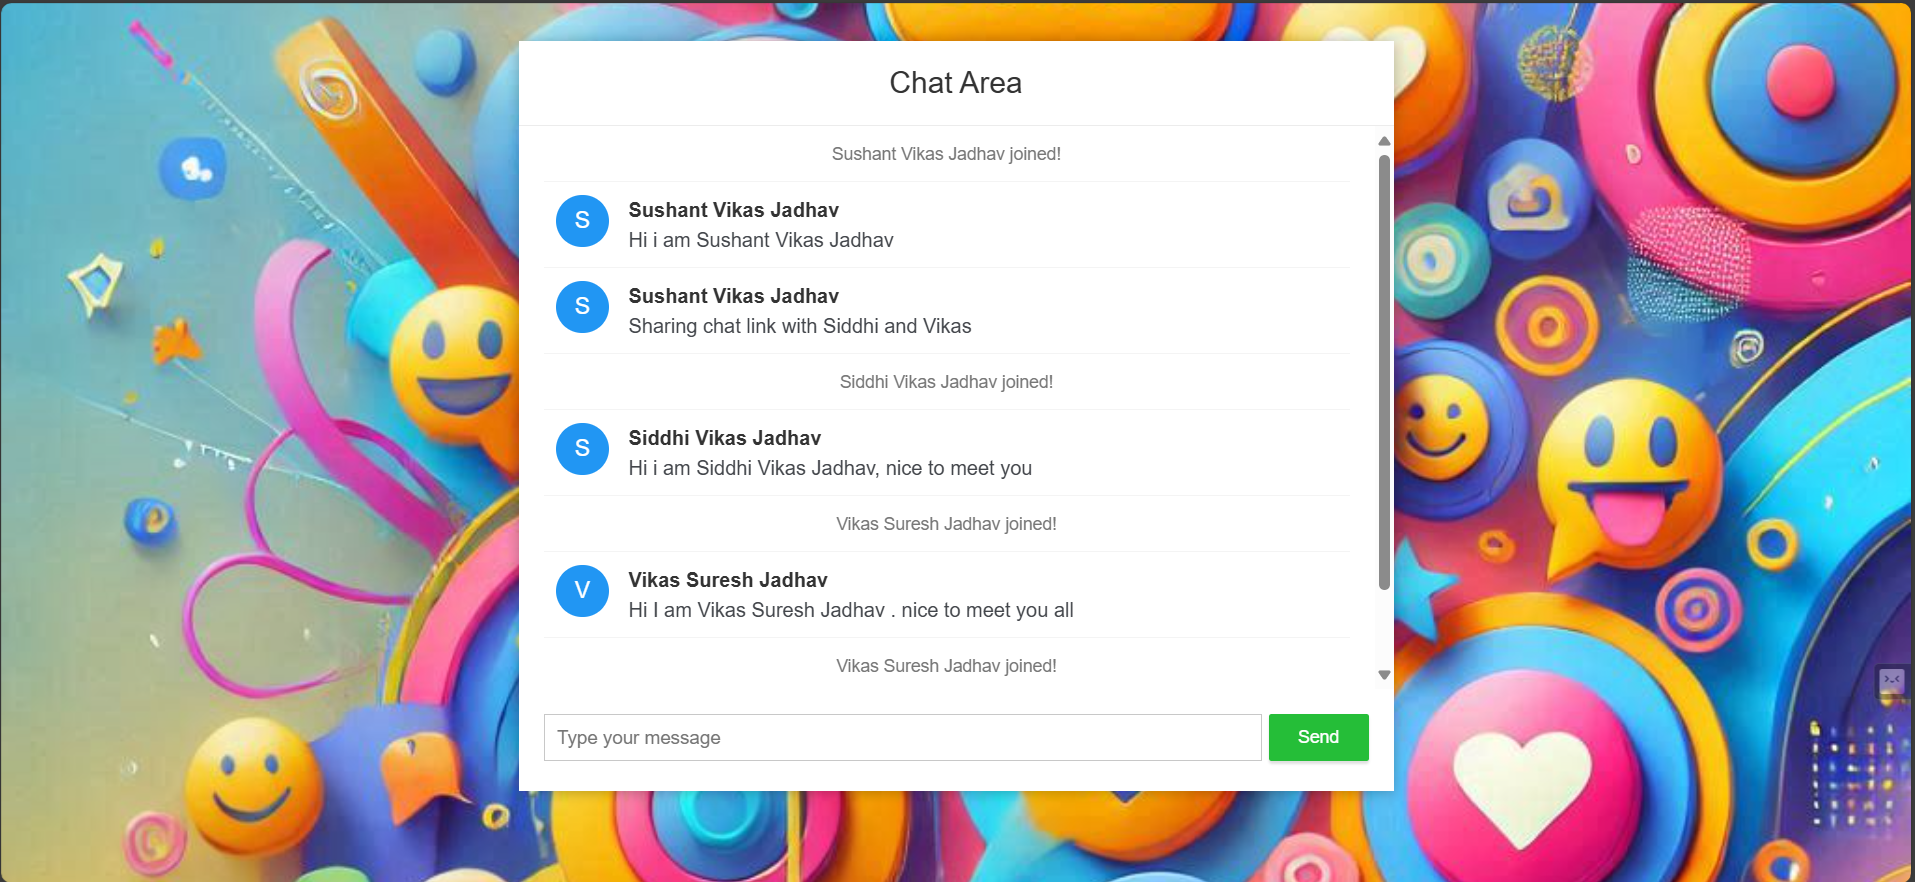 Chat Area
Sushant Vikas Jadhav joined!
S
Sushant Vikas Jadhav
Hi i am Sushant Vikas Jadhav
S
Sushant Vikas Jadhav
Sharing chat link with Siddhi and Vikas
Siddhi Vikas Jadhav joined!
S
Siddhi Vikas Jadhav
Hi i am Siddhi Vikas Jadhav, nice to meet you
Vikas Suresh Jadhav joined!
V
Vikas Suresh Jadhav
Hi I am Vikas Suresh Jadhav . nice to meet you all
Vikas Suresh Jadhav joined!
Type your message
Send